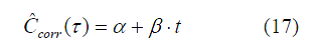 Ĉ_corr(τ) = α + β · t (17)